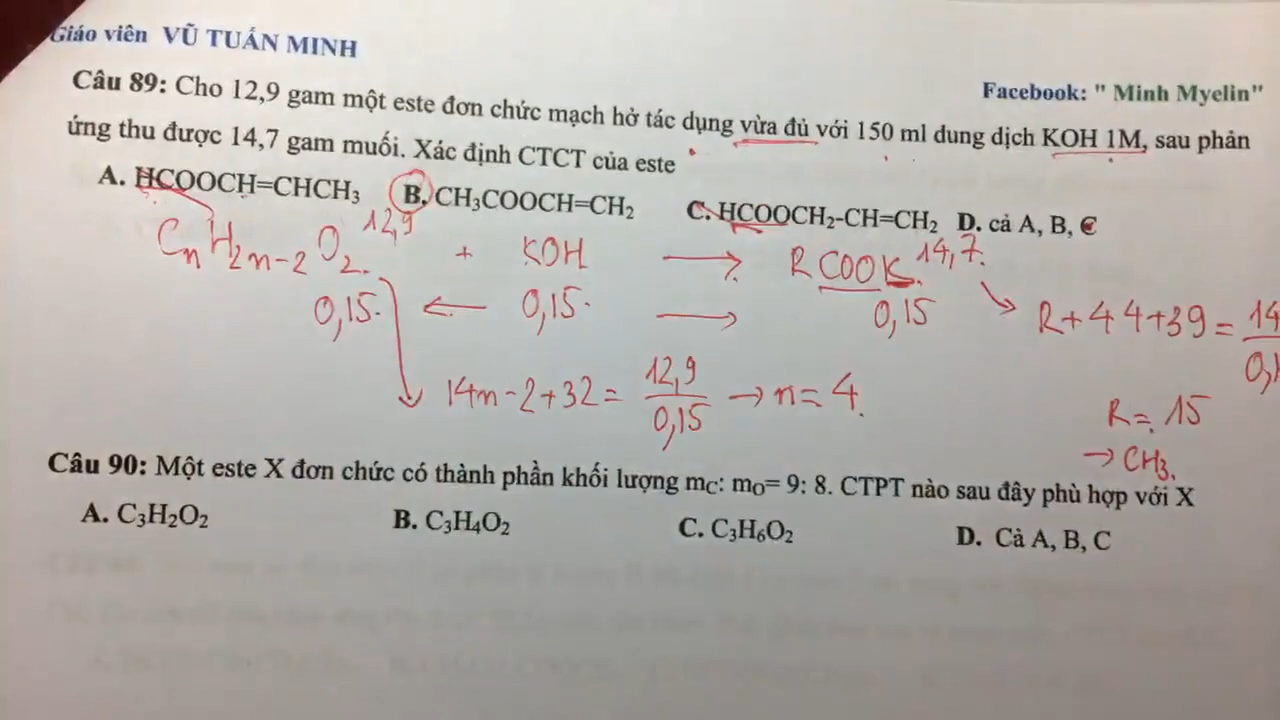 Giáo viên VŨ TUẤN MINH
Facebook: " Minh Myelin"
Câu 89: Cho 12,9 gam một este đơn chức mạch hở tác dụng vừa đủ với 150 ml dung dịch KOH 1M, sau phản
ứng thu được 14,7 gam muối. Xác định CTCT của este
A. HCOOCH=CHCH3 B. CH3COOCH=CH2 C. HCOOCH2-CH=CH2 D. cả A, B, C
CnH2n-2O2 12,9 + KOH → RCOOK 14,7
0,15 ← 0,15 → 0,15 R+44+39 = 14
0,1
14n-2+32 = 12,9/0,15 → n = 4
R = 15
→ CH3.
Câu 90: Một este X đơn chức có thành phần khối lượng mC: mO= 9: 8. CTPT nào sau đây phù hợp với X
A. C3H2O2 B. C3H4O2 C. C3H6O2 D. Cả A, B, C